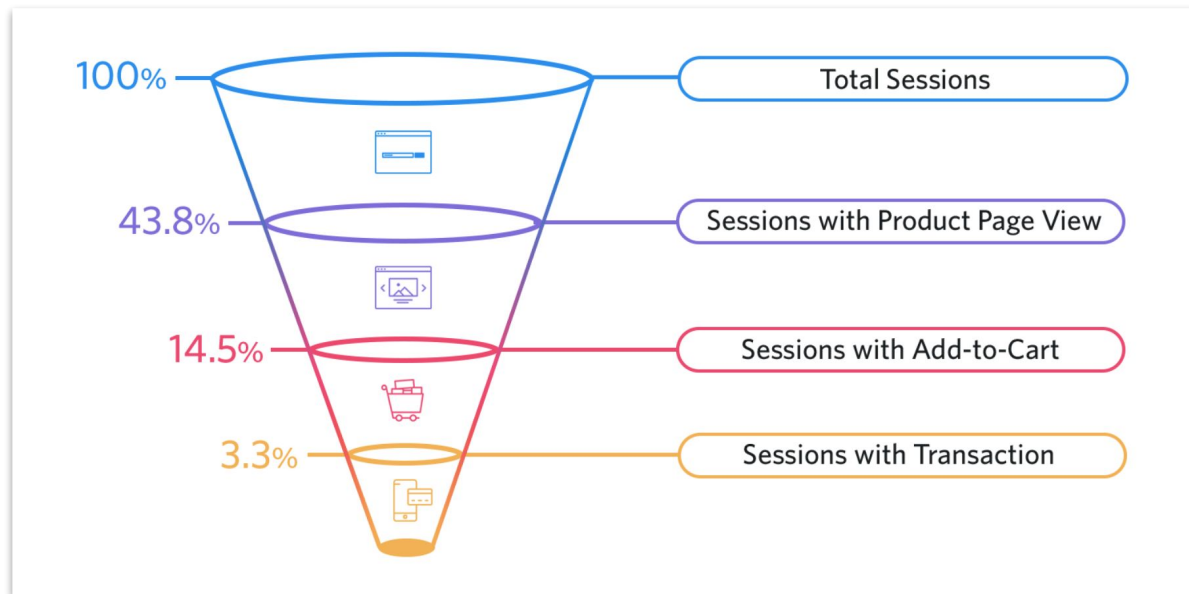 100%
Total Sessions
43.8%
Sessions with Product Page View
14.5%
Sessions with Add-to-Cart
3.3%
Sessions with Transaction